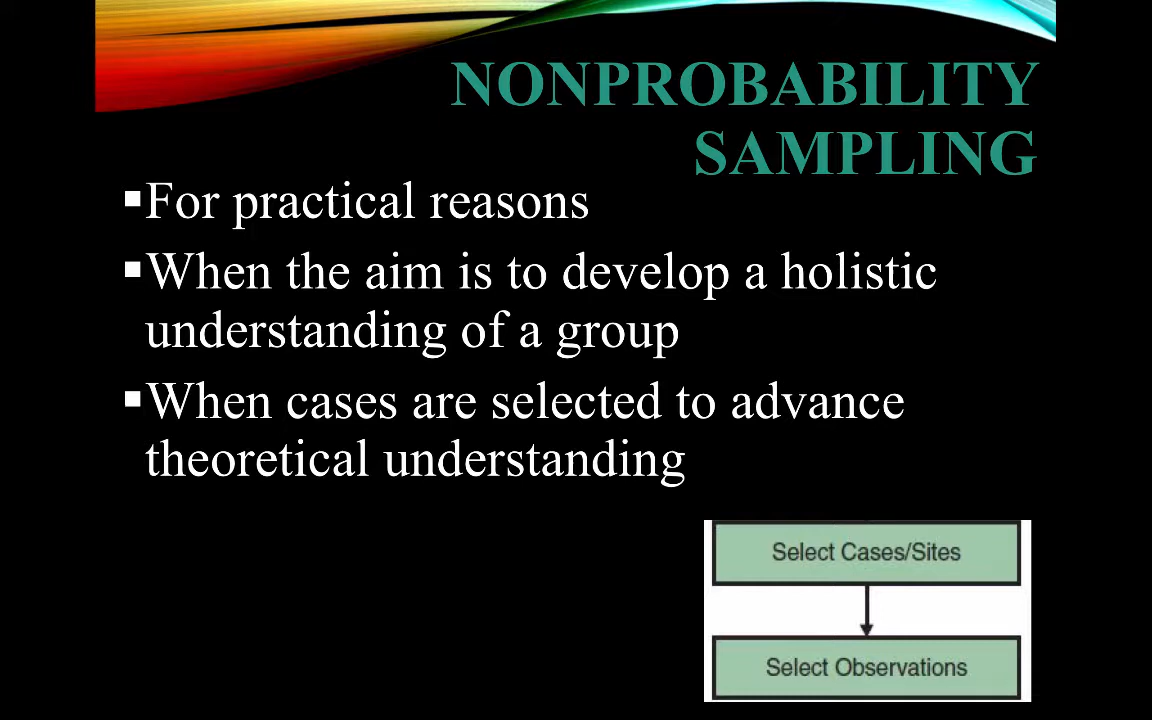 NONPROBABILITY
SAMPLING
▪For practical reasons
▪When the aim is to develop a holistic
understanding of a group
▪When cases are selected to advance
theoretical understanding
Select Cases/Sites
Select Observations